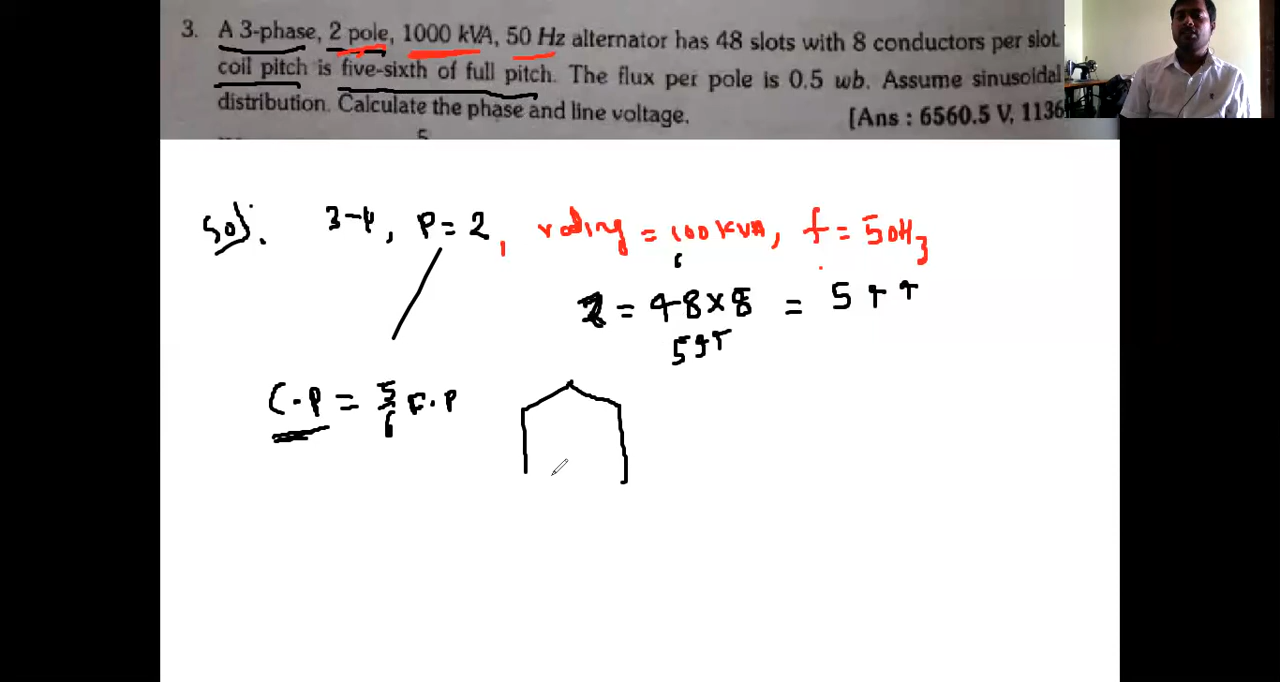 3. A 3-phase, 2 pole, 1000 kVA, 50 Hz alternator has 48 slots with 8 conductors per slot.
coil pitch is five-sixth of full pitch. The flux per pole is 0.5 wb. Assume sinusoidal
distribution. Calculate the phase and line voltage. [Ans : 6560.5 V, 1136
Sol. 3-φ, P = 2, rating = 1000 kVA, f = 50Hz
Z = 48 × 8 = 544
544
C.P = 5/6 F.P